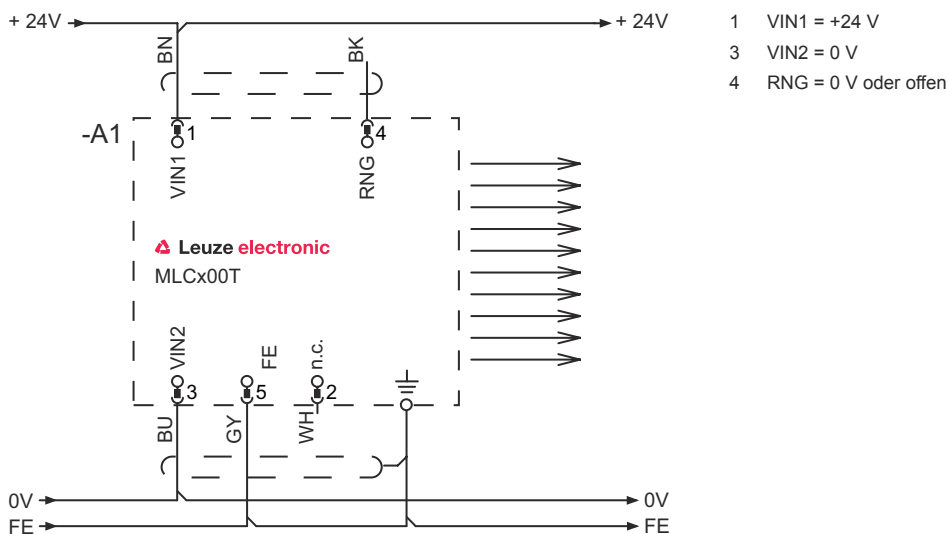 + 24V
+ 24V
1 VIN1 = +24 V
3 VIN2 = 0 V
4 RNG = 0 V oder offen
BN
BK
-A1
1
4
VIN1
RNG
Leuze electronic
MLCx00T
VIN2
FE
n.c.
3
5
2
BU
GY
WH
0V
0V
FE
FE